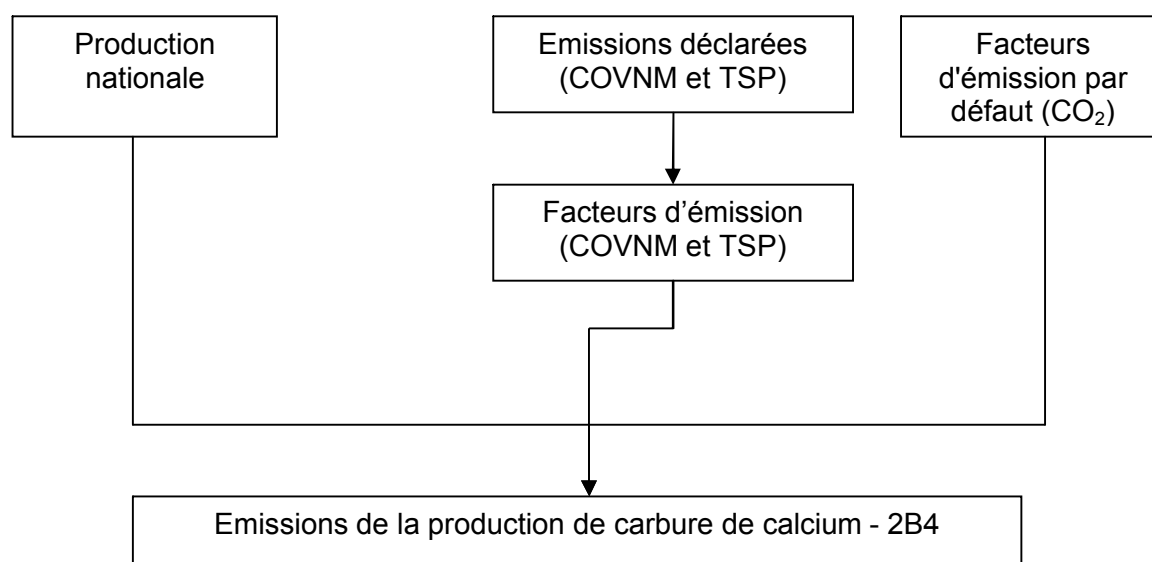 Production
nationale
Emissions déclarées
(COVNM et TSP)
Facteurs
d'émission par
défaut (CO₂)
Facteurs d’émission
(COVNM et TSP)
Emissions de la production de carbure de calcium - 2B4